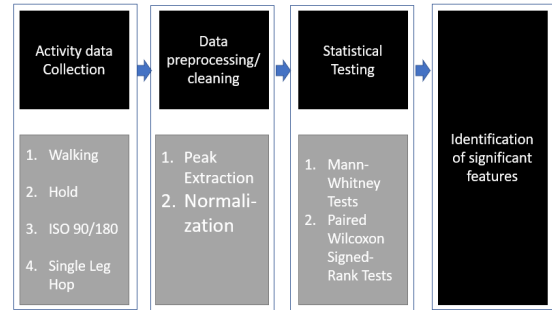 Activity data
Collection
1. Walking
2. Hold
3. ISO 90/180
4. Single Leg
Hop
Data
preprocessing/
cleaning
1. Peak
Extraction
2. Normali-
zation
Statistical
Testing
1. Mann-
Whitney
Tests
2. Paired
Wilcoxon
Signed-
Rank Tests
Identification
of significant
features